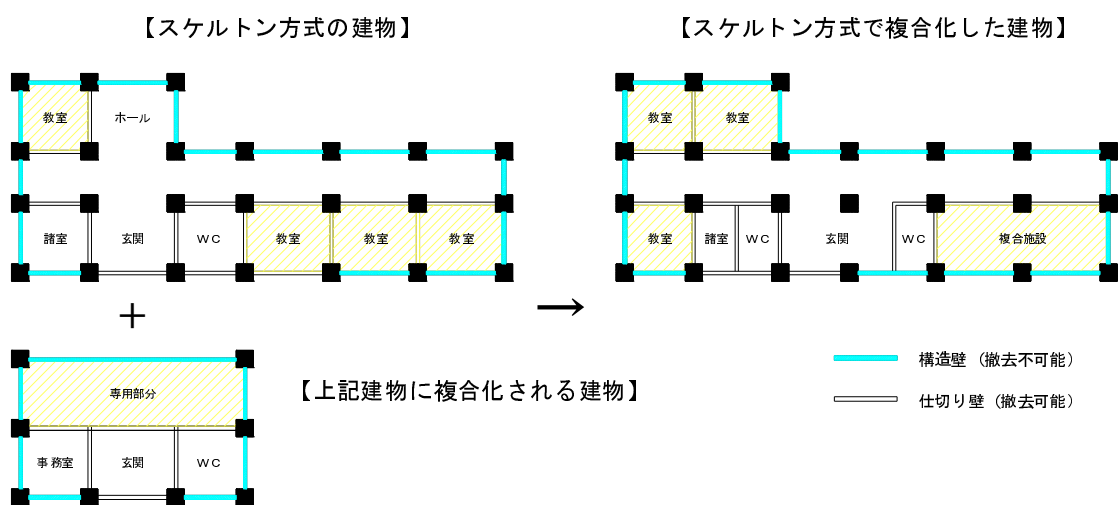 【スケルトン方式の建物】
教室
ホール
諸室
玄関
WC
教室
教室
教室
＋
【上記建物に複合化される建物】
専用部分
事務室
玄関
WC
→
【スケルトン方式で複合化した建物】
教室
教室
教室
諸室
WC
玄関
WC
複合施設
構造壁（撤去不可能）
仕切り壁（撤去可能）